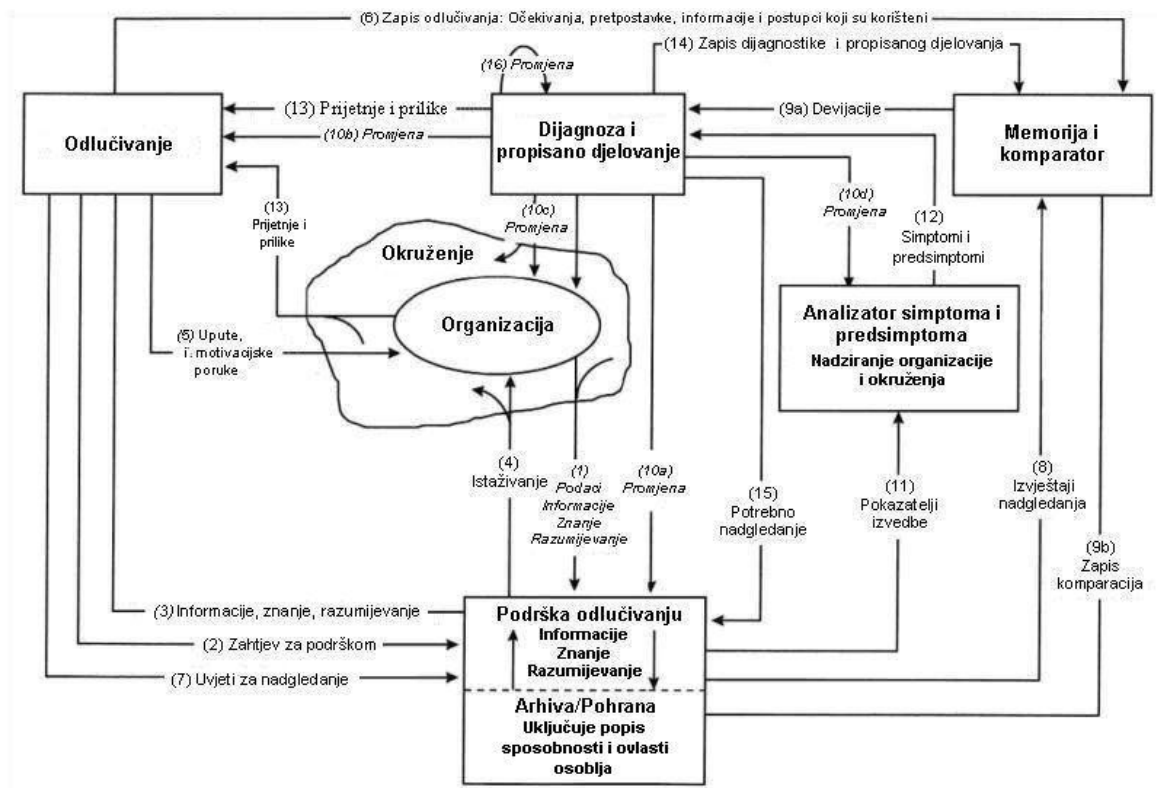 (6) Zapis odlučivanja: Očekivanja, pretpostavke, informacije i postupci koji su korišteni
(14) Zapis dijagnostike i propisanog djelovanja
(16) Promjena
(13) Prijetnje i prilike
(9a) Devijacije
Odlučivanje
(10b) Promjena
Dijagnoza i
propisano djelovanje
Memorija i
komparator
(13)
Prijetnje i
prilike
(10c)
Promjena
(10d)
Promjena
(12)
Simptomi i
predsimptomi
Okruženje
Organizacija
Analizator simptoma i
predsimptoma
Nadziranje organizacije
i okruženja
(5) Upute,
i motivacijske
poruke
(4)
Istaživanje
(1)
Podaci
Informacije
Znanje
Razumijevanje
(10a)
Promjena
(15)
Potrebno
nadgledanje
(11)
Pokazatelji
izvedbe
(8)
Izvještaji
nadgledanja
(9b)
Zapis
komparacija
(3) Informacije, znanje, razumijevanje
(2) Zahtjev za podrškom
(7) Uvjeti za nadgledanje
Podrška odlučivanju
Informacije
Znanje
Razumijevanje
Arhiva/Pohrana
Uključuje popis
sposobnosti i ovlasti
osoblja